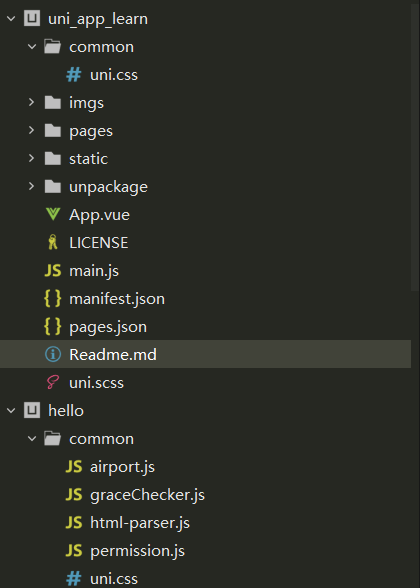 uni_app_learn
common
# uni.css
imgs
pages
static
unpackage
App.vue
LICENSE
JS main.js
{ } manifest.json
{ } pages.json
Readme.md
uni.scss
hello
common
JS airport.js
JS graceChecker.js
JS html-parser.js
JS permission.js
# uni.css